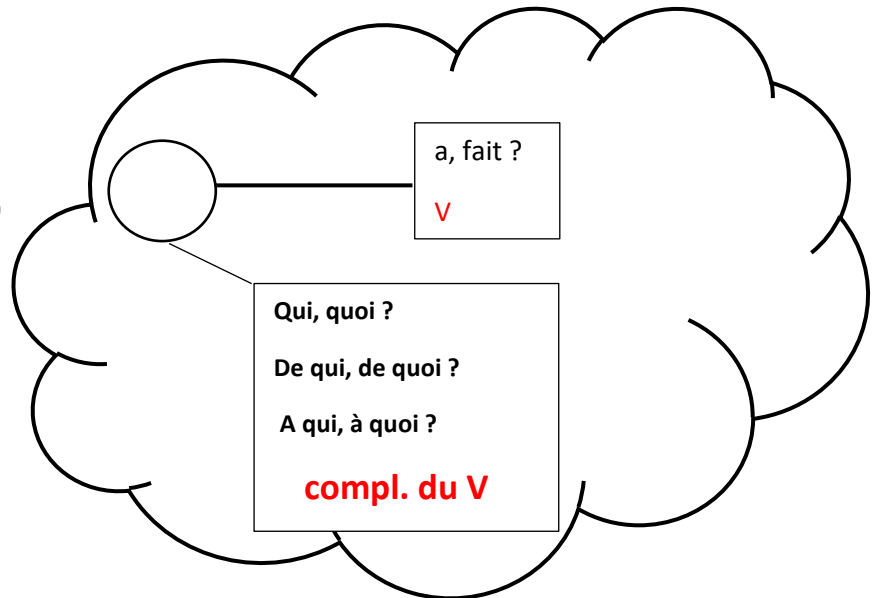 a, fait ?
V
Qui, quoi ?
De qui, de quoi ?
A qui, à quoi ?
compl. du V